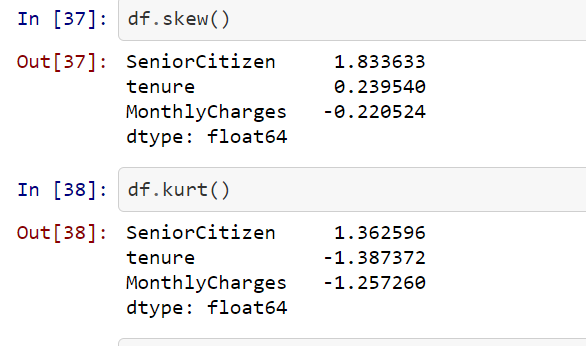 In [37]: df.skew()
Out[37]: SeniorCitizen 1.833633
tenure 0.239540
MonthlyCharges -0.220524
dtype: float64
In [38]: df.kurt()
Out[38]: SeniorCitizen 1.362596
tenure -1.387372
MonthlyCharges -1.257260
dtype: float64